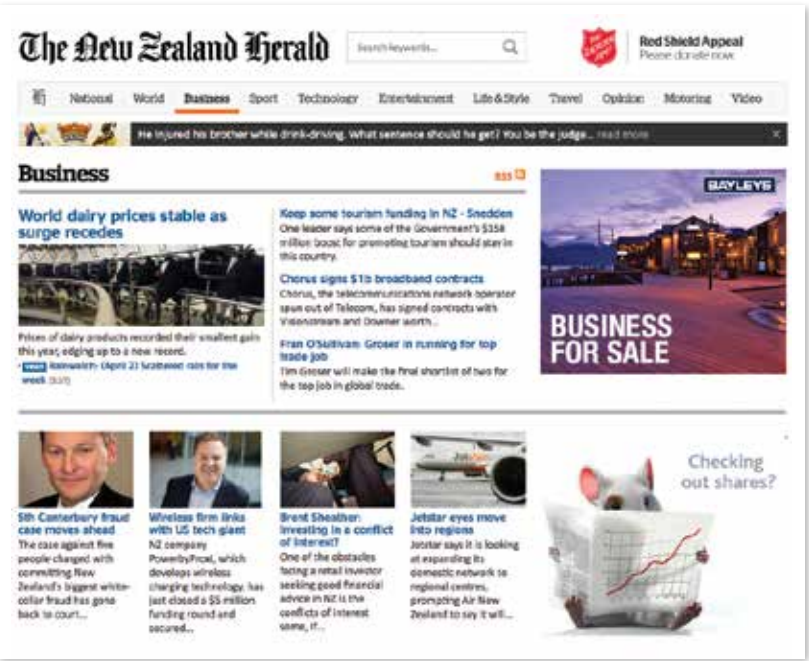 The New Zealand Herald
Search keywords...
THE SALVATION ARMY
Red Shield Appeal
Please donate now.
National World Business Sport Technology Entertainment Life & Style Travel Opinion Motoring Video
He injured his brother while drink-driving. What sentence should he get? You be the judge... read more
Business
RSS
World dairy prices stable as
surge recedes
Prices of dairy products recorded their smallest gain
this year, edging up to a new record.
Rainwatch: (April 2) Scattered rain for the
week
Keep some tourism funding in NZ - Snedden
One leader says some of the Government's $158
million boost for promoting tourism should stay in
this country.
Chorus signs $1b broadband contracts
Chorus, the telecommunications network operator
spun out of Telecom, has signed contracts with
Visionstream and Downer worth...
Fran O'Sullivan: Groser in running for top
trade job
Tim Groser will make the final shortlist of two for
the top job in global trade.
BAYLEYS
BUSINESS
FOR SALE
Sth Canterbury fraud
case moves ahead
The case against five
people charged with
committing New
Zealand's biggest white-
collar fraud has gone
back to court...
Wireless firm links
with US tech giant
NZ company
PowerbyProxi, which
develops wireless
charging technology, has
just closed a $5 million
funding round and
secured...
Brent Sheather:
Investing in a conflict
of interest?
One of the obstacles
facing a retail investor
seeking good financial
advice in NZ is the
conflicts of interest
some, if...
Jetstar eyes move
into regions
Jetstar says it is looking
at expanding its
domestic network to
regional centres,
prompting Air New
Zealand to say it will...
Checking
out shares?